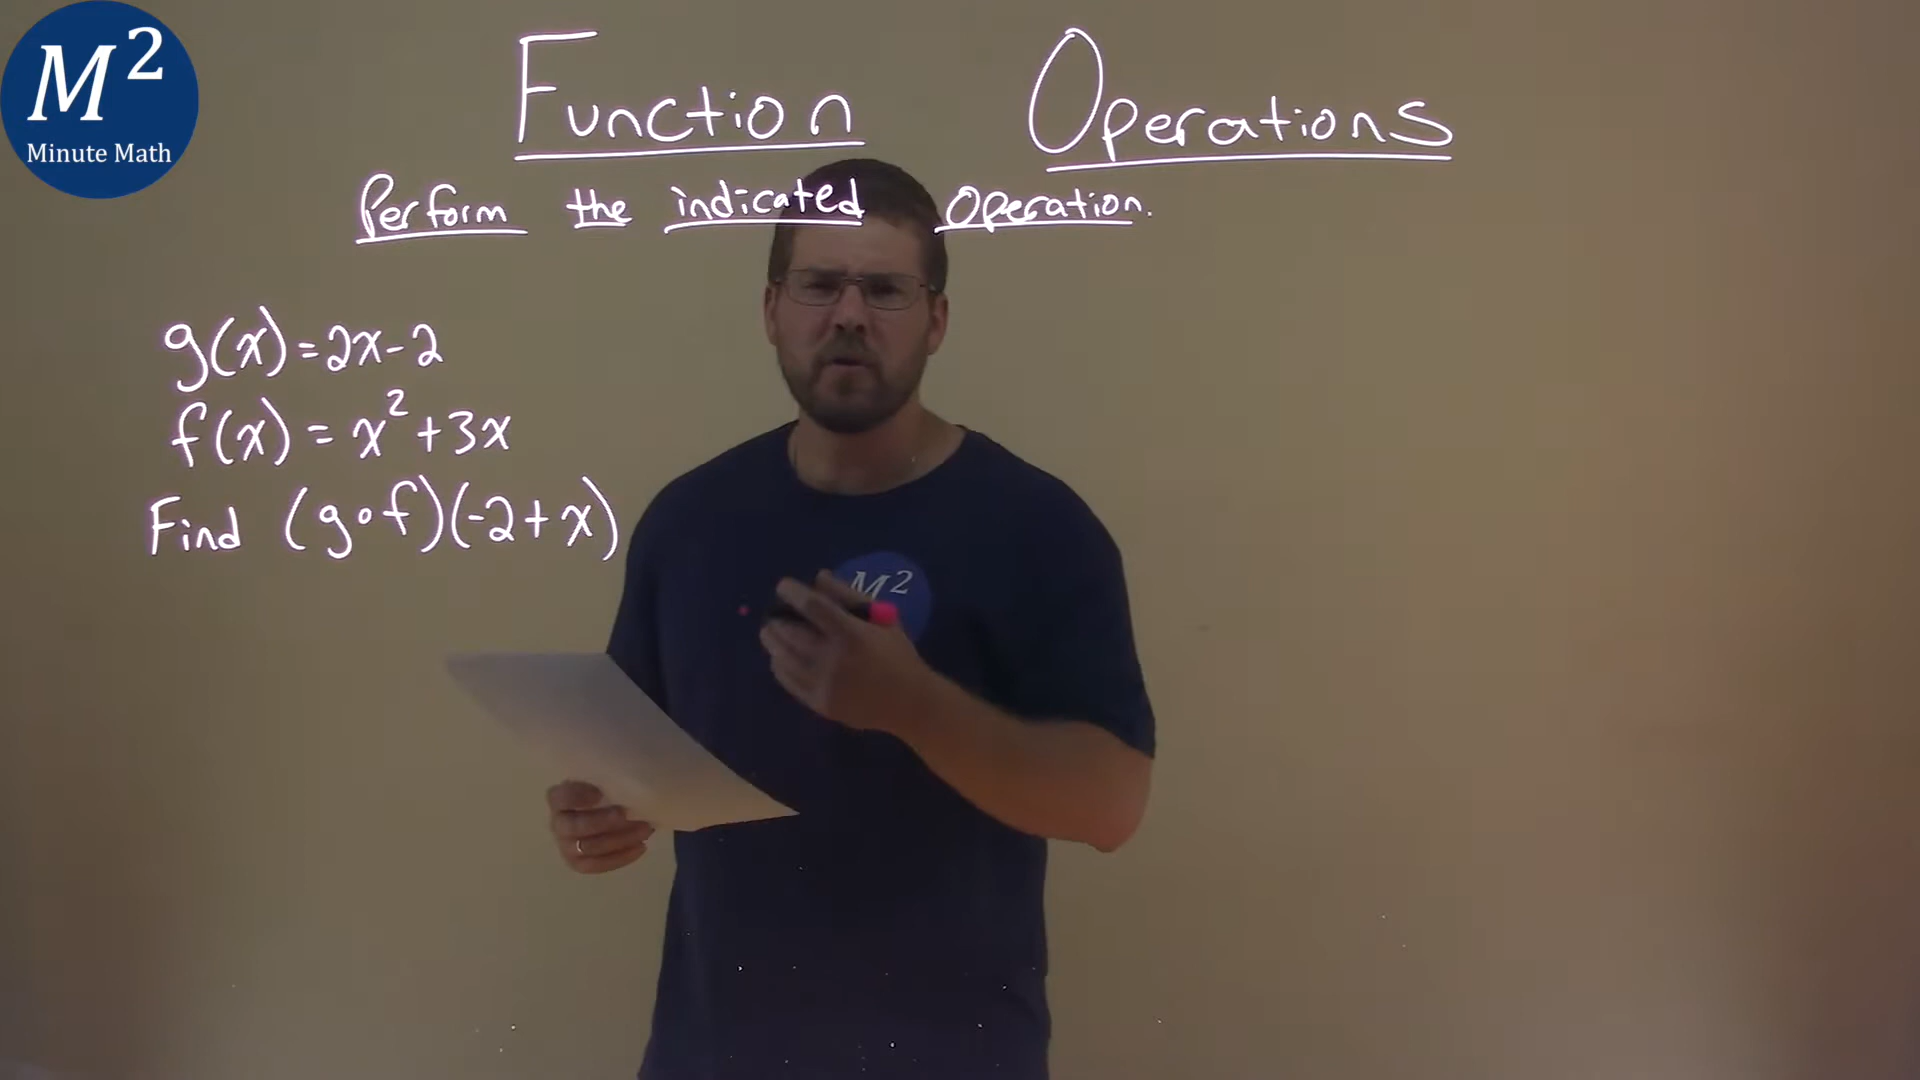 M²
Minute Math
Function Operations
Perform the indicated operation.
g(x)=2x-2
f(x) = x²+3x
Find (g∘f)(-2+x)
M²